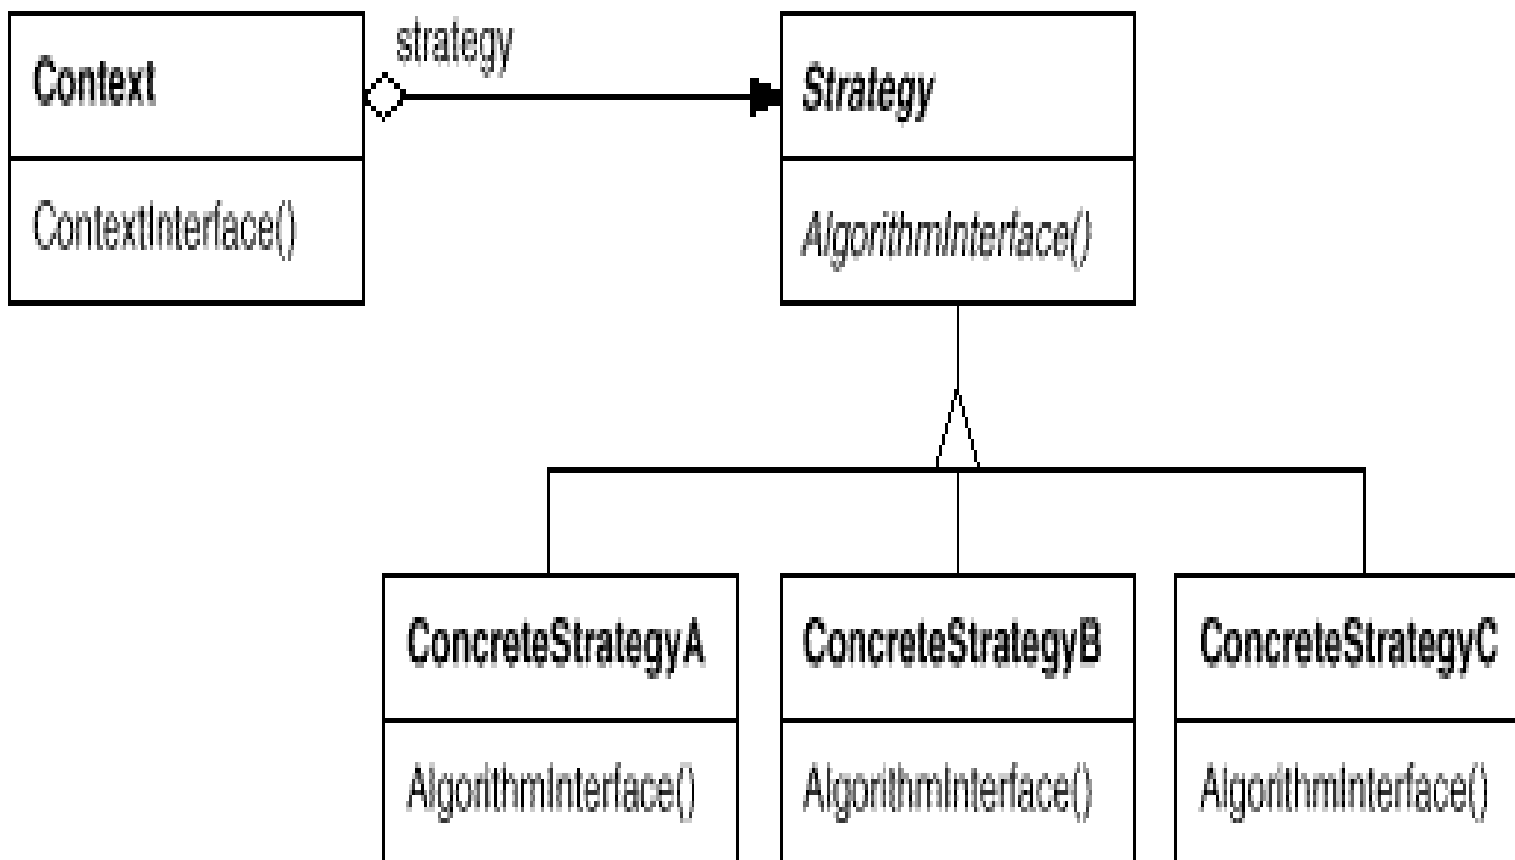 strategy
Context
Strategy
ContextInterface()
AlgorithmInterface()
ConcreteStrategyA
ConcreteStrategyB
ConcreteStrategyC
AlgorithmInterface()
AlgorithmInterface()
AlgorithmInterface()